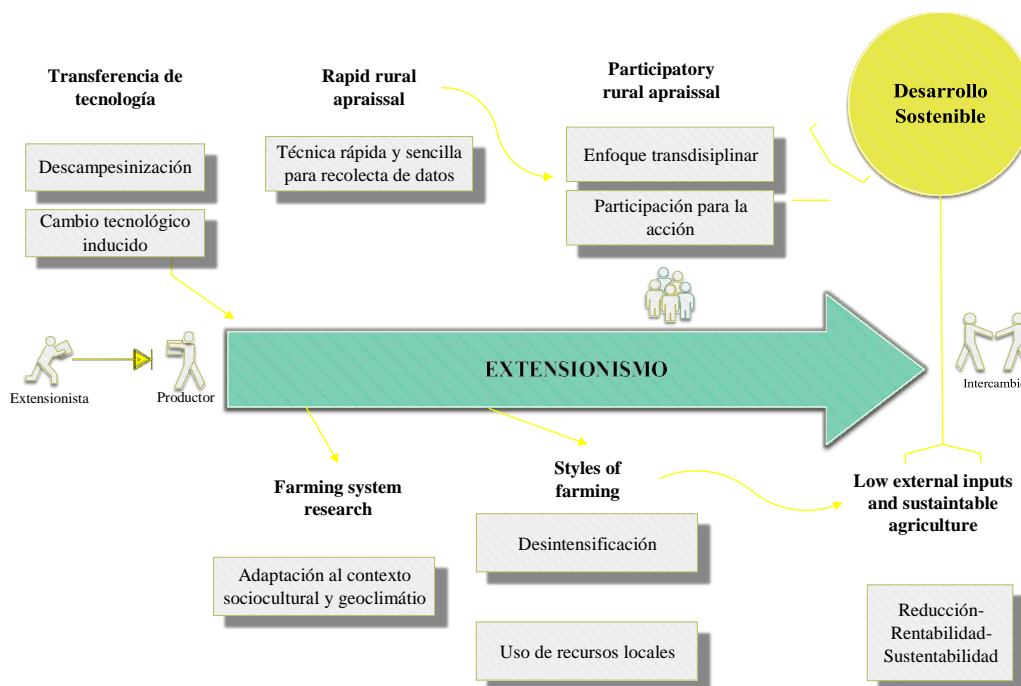 Transferencia de
tecnología
Descampesinización
Cambio tecnológico
inducido
Rapid rural
apraissal
Técnica rápida y sencilla
para recolecta de datos
Participatory
rural apraissal
Enfoque transdisiplinar
Participación para la
acción
Desarrollo
Sostenible
Extensionista
Productor
EXTENSIONISMO
Intercambio
Farming system
research
Adaptación al contexto
sociocultural y geoclimátio
Styles of
farming
Desintensificación
Uso de recursos locales
Low external inputs
and sustaintable
agriculture
Reducción-
Rentabilidad-
Sustentabilidad